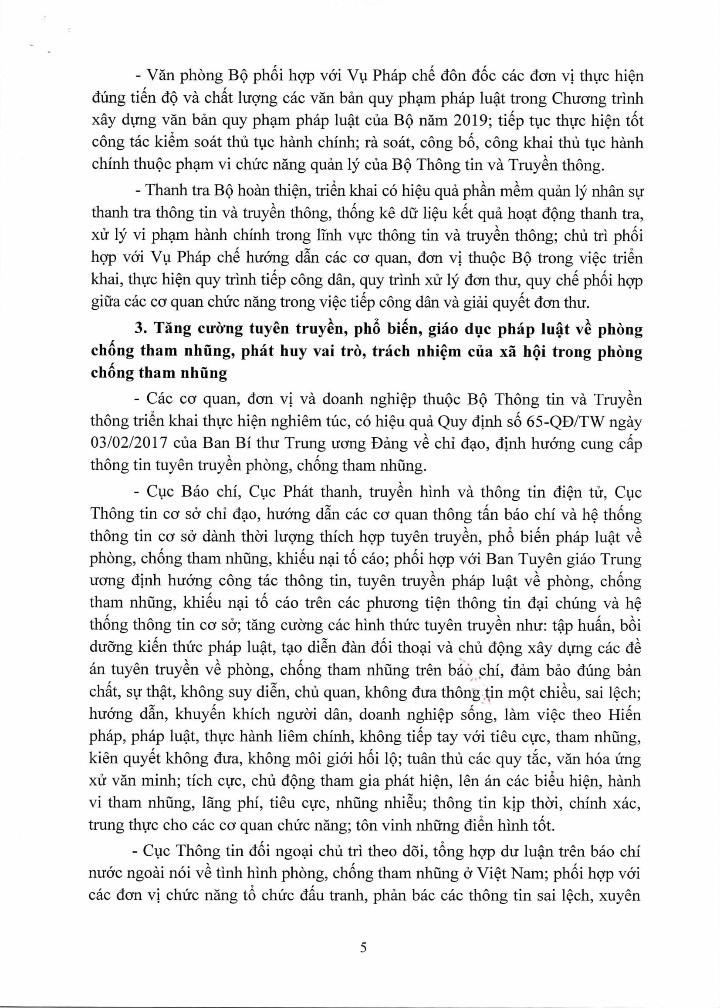 - Văn phòng Bộ phối hợp với Vụ Pháp chế đôn đốc các đơn vị thực hiện
đúng tiến độ và chất lượng các văn bản quy phạm pháp luật trong Chương trình
xây dựng văn bản quy phạm pháp luật của Bộ năm 2019; tiếp tục thực hiện tốt
công tác kiểm soát thủ tục hành chính; rà soát, công bố, công khai thủ tục hành
chính thuộc phạm vi chức năng quản lý của Bộ Thông tin và Truyền thông.
- Thanh tra Bộ hoàn thiện, triển khai có hiệu quả phần mềm quản lý nhân sự
thanh tra thông tin và truyền thông, thống kê dữ liệu kết quả hoạt động thanh tra,
xử lý vi phạm hành chính trong lĩnh vực thông tin và truyền thông; chủ trì phối
hợp với Vụ Pháp chế hướng dẫn các cơ quan, đơn vị thuộc Bộ trong việc triển
khai, thực hiện quy trình tiếp công dân, quy trình xử lý đơn thư, quy chế phối hợp
giữa các cơ quan chức năng trong việc tiếp công dân và giải quyết đơn thư.
3. Tăng cường tuyên truyền, phổ biến, giáo dục pháp luật về phòng
chống tham nhũng, phát huy vai trò, trách nhiệm của xã hội trong phòng
chống tham nhũng
- Các cơ quan, đơn vị và doanh nghiệp thuộc Bộ Thông tin và Truyền
thông triển khai thực hiện nghiêm túc, có hiệu quả Quy định số 65-QĐ/TW ngày
03/02/2017 của Ban Bí thư Trung ương Đảng về chỉ đạo, định hướng cung cấp
thông tin tuyên truyền phòng, chống tham nhũng.
- Cục Báo chí, Cục Phát thanh, truyền hình và thông tin điện tử, Cục
Thông tin cơ sở chỉ đạo, hướng dẫn các cơ quan thông tấn báo chí và hệ thống
thông tin cơ sở dành thời lượng thích hợp tuyên truyền, phổ biến pháp luật về
phòng, chống tham nhũng, khiếu nại tố cáo; phối hợp với Ban Tuyên giáo Trung
ương định hướng công tác thông tin, tuyên truyền pháp luật về phòng, chống
tham nhũng, khiếu nại tố cáo trên các phương tiện thông tin đại chúng và hệ
thống thông tin cơ sở; tăng cường các hình thức tuyên truyền như: tập huấn, bồi
dưỡng kiến thức pháp luật, tạo diễn đàn đối thoại và chủ động xây dựng các đề
án tuyên truyền về phòng, chống tham nhũng trên báo chí, đảm bảo đúng bản
chất, sự thật, không suy diễn, chủ quan, không đưa thông tin một chiều, sai lệch;
hướng dẫn, khuyến khích người dân, doanh nghiệp sống, làm việc theo Hiến
pháp, pháp luật, thực hành liêm chính, không tiếp tay với tiêu cực, tham nhũng,
kiên quyết không đưa, không môi giới hối lộ; tuân thủ các quy tắc, văn hóa ứng
xử văn minh; tích cực, chủ động tham gia phát hiện, lên án các biểu hiện, hành
vi tham nhũng, lãng phí, tiêu cực, nhũng nhiễu; thông tin kịp thời, chính xác,
trung thực cho các cơ quan chức năng; tôn vinh những điển hình tốt.
- Cục Thông tin đối ngoại chủ trì theo dõi, tổng hợp dư luận trên báo chí
nước ngoài nói về tình hình phòng, chống tham nhũng ở Việt Nam; phối hợp với
các đơn vị chức năng tổ chức đấu tranh, phản bác các thông tin sai lệch, xuyên
5